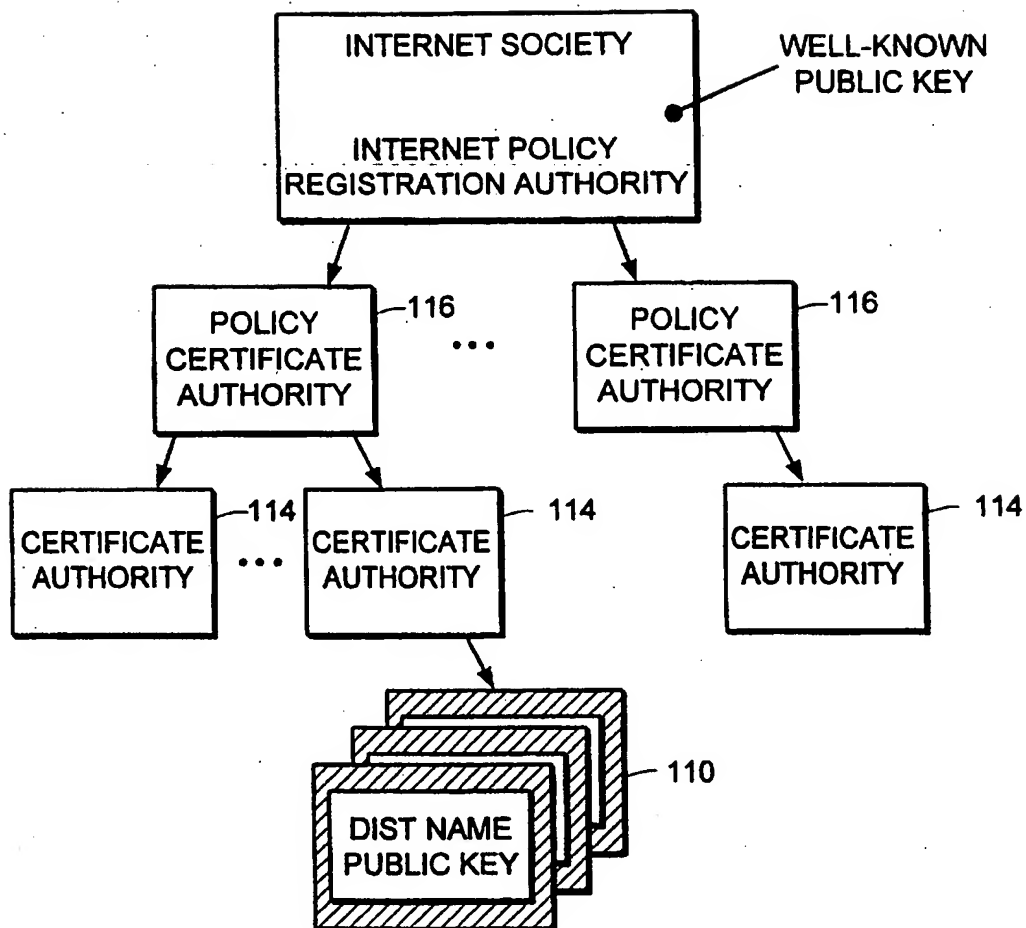 INTERNET SOCIETY
WELL-KNOWN
PUBLIC KEY
INTERNET POLICY
REGISTRATION AUTHORITY
POLICY
CERTIFICATE
AUTHORITY
116
...
POLICY
CERTIFICATE
AUTHORITY
116
CERTIFICATE
AUTHORITY
114
...
CERTIFICATE
AUTHORITY
114
CERTIFICATE
AUTHORITY
114
110
DIST NAME
PUBLIC KEY